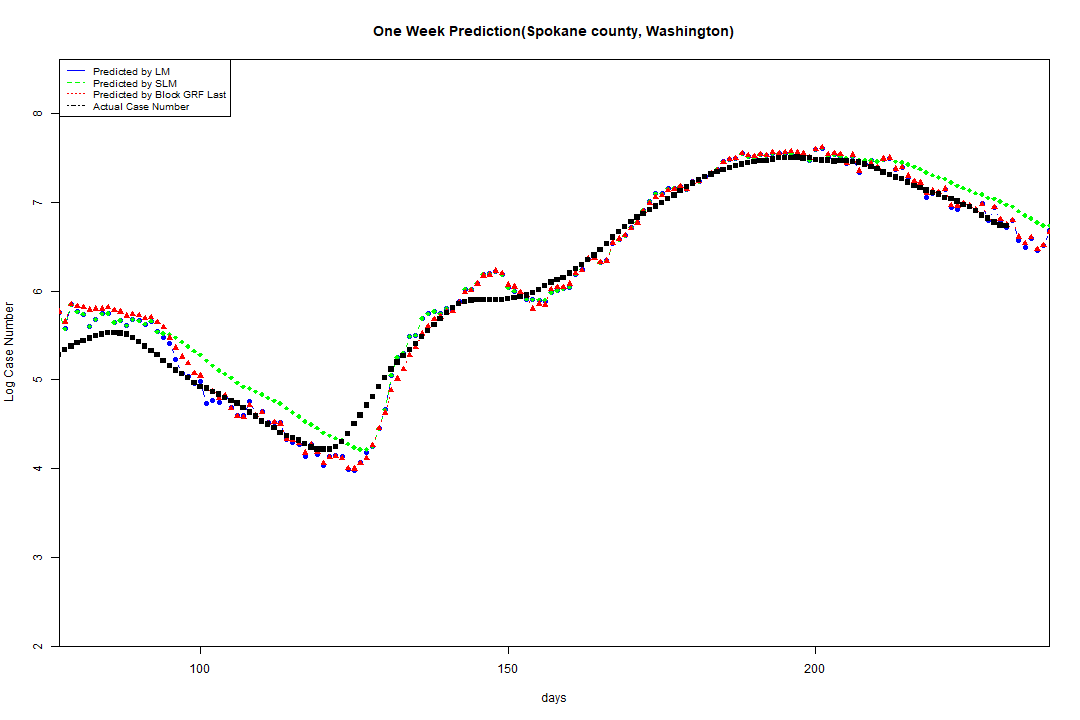 One Week Prediction(Spokane county, Washington)
Predicted by LM
Predicted by SLM
Predicted by Block GRF Last
Actual Case Number
8
7
6
5
4
3
2
Log Case Number
100 150 200
days